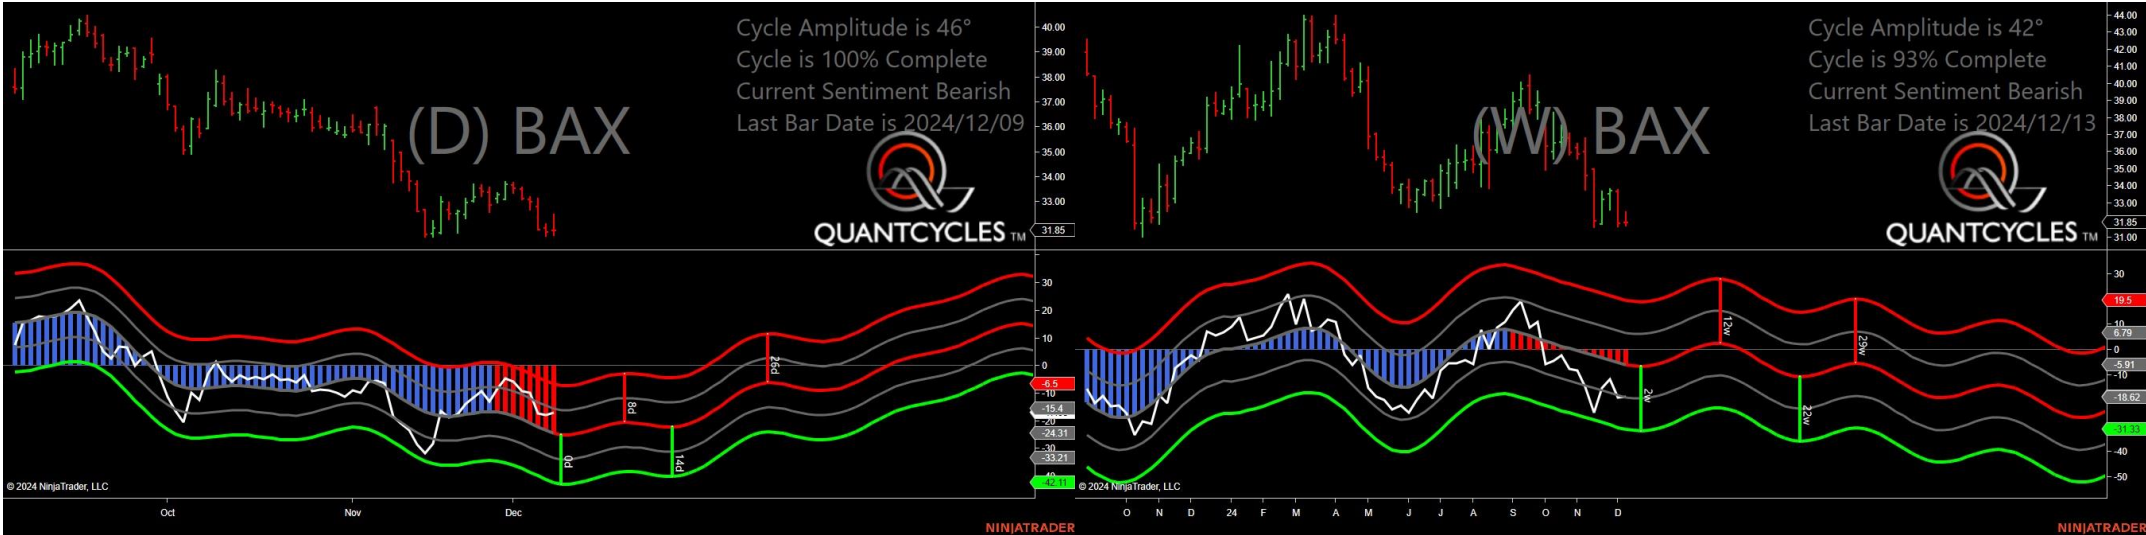 Cycle Amplitude is 46°
Cycle is 100% Complete
Current Sentiment Bearish
Last Bar Date is 2024/12/09
(D) BAX
QUANTCYCLES TM
40.00
39.00
38.00
37.00
36.00
35.00
34.00
33.00
31.85
30
20
10
0
-6.5
-10
-15.4
-20
-24.31
-30
-33.21
-40
-42.11
0d
8d
14d
26d
© 2024 NinjaTrader, LLC
Oct
Nov
Dec
NINJATRADER
Cycle Amplitude is 42°
Cycle is 93% Complete
Current Sentiment Bearish
Last Bar Date is 2024/12/13
(W) BAX
QUANTCYCLES TM
44.00
43.00
42.00
41.00
40.00
39.00
38.00
37.00
36.00
35.00
34.00
33.00
31.85
31.00
30
19.5
10
6.79
0
-5.91
-10
-18.62
-31.33
-40
-50
2w
12w
22w
29w
© 2024 NinjaTrader, LLC
O
N
D
24
F
M
A
M
J
J
A
S
O
N
D
NINJATRADER